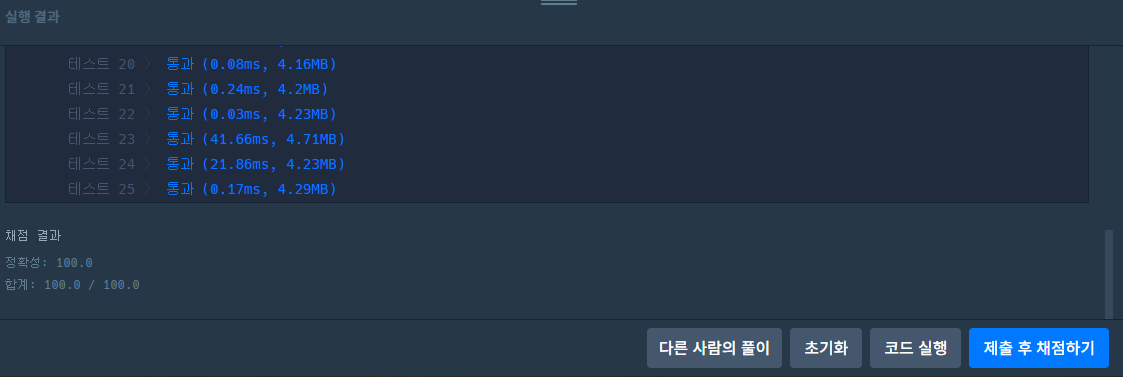 실행 결과
테스트 20 〉 통과 (0.08ms, 4.16MB)
테스트 21 〉 통과 (0.24ms, 4.2MB)
테스트 22 〉 통과 (0.03ms, 4.23MB)
테스트 23 〉 통과 (41.66ms, 4.71MB)
테스트 24 〉 통과 (21.86ms, 4.23MB)
테스트 25 〉 통과 (0.17ms, 4.29MB)
채점 결과
정확성: 100.0
합계: 100.0 / 100.0
다른 사람의 풀이 초기화 코드 실행 제출 후 채점하기